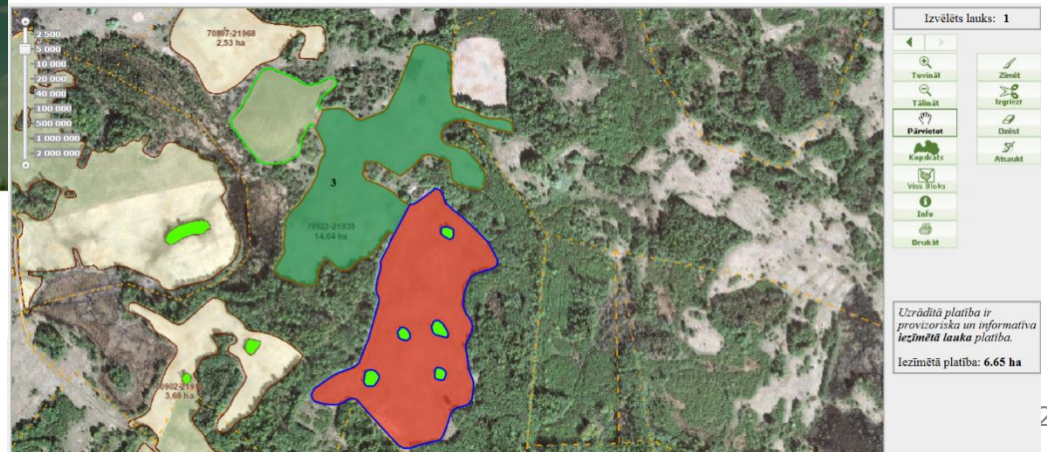 2 500
5 000
10 000
20 000
40 000
100 000
500 000
1 000 000
2 000 000
70897-21968
2,53 ha
3
70923-21935
14,64 ha
3,69 ha
Izvēlēts lauks: 1
Tuvināt
Tālināt
Pārvietot
Kopskats
Viss Bloks
Info
Drukāt
Zīmēt
Izgriezt
Dzēst
Atsaukt
Uzrādītā platība ir
provizoriska un informatīva
iezīmētā lauka platība.
Iezīmētā platība: 6.65 ha